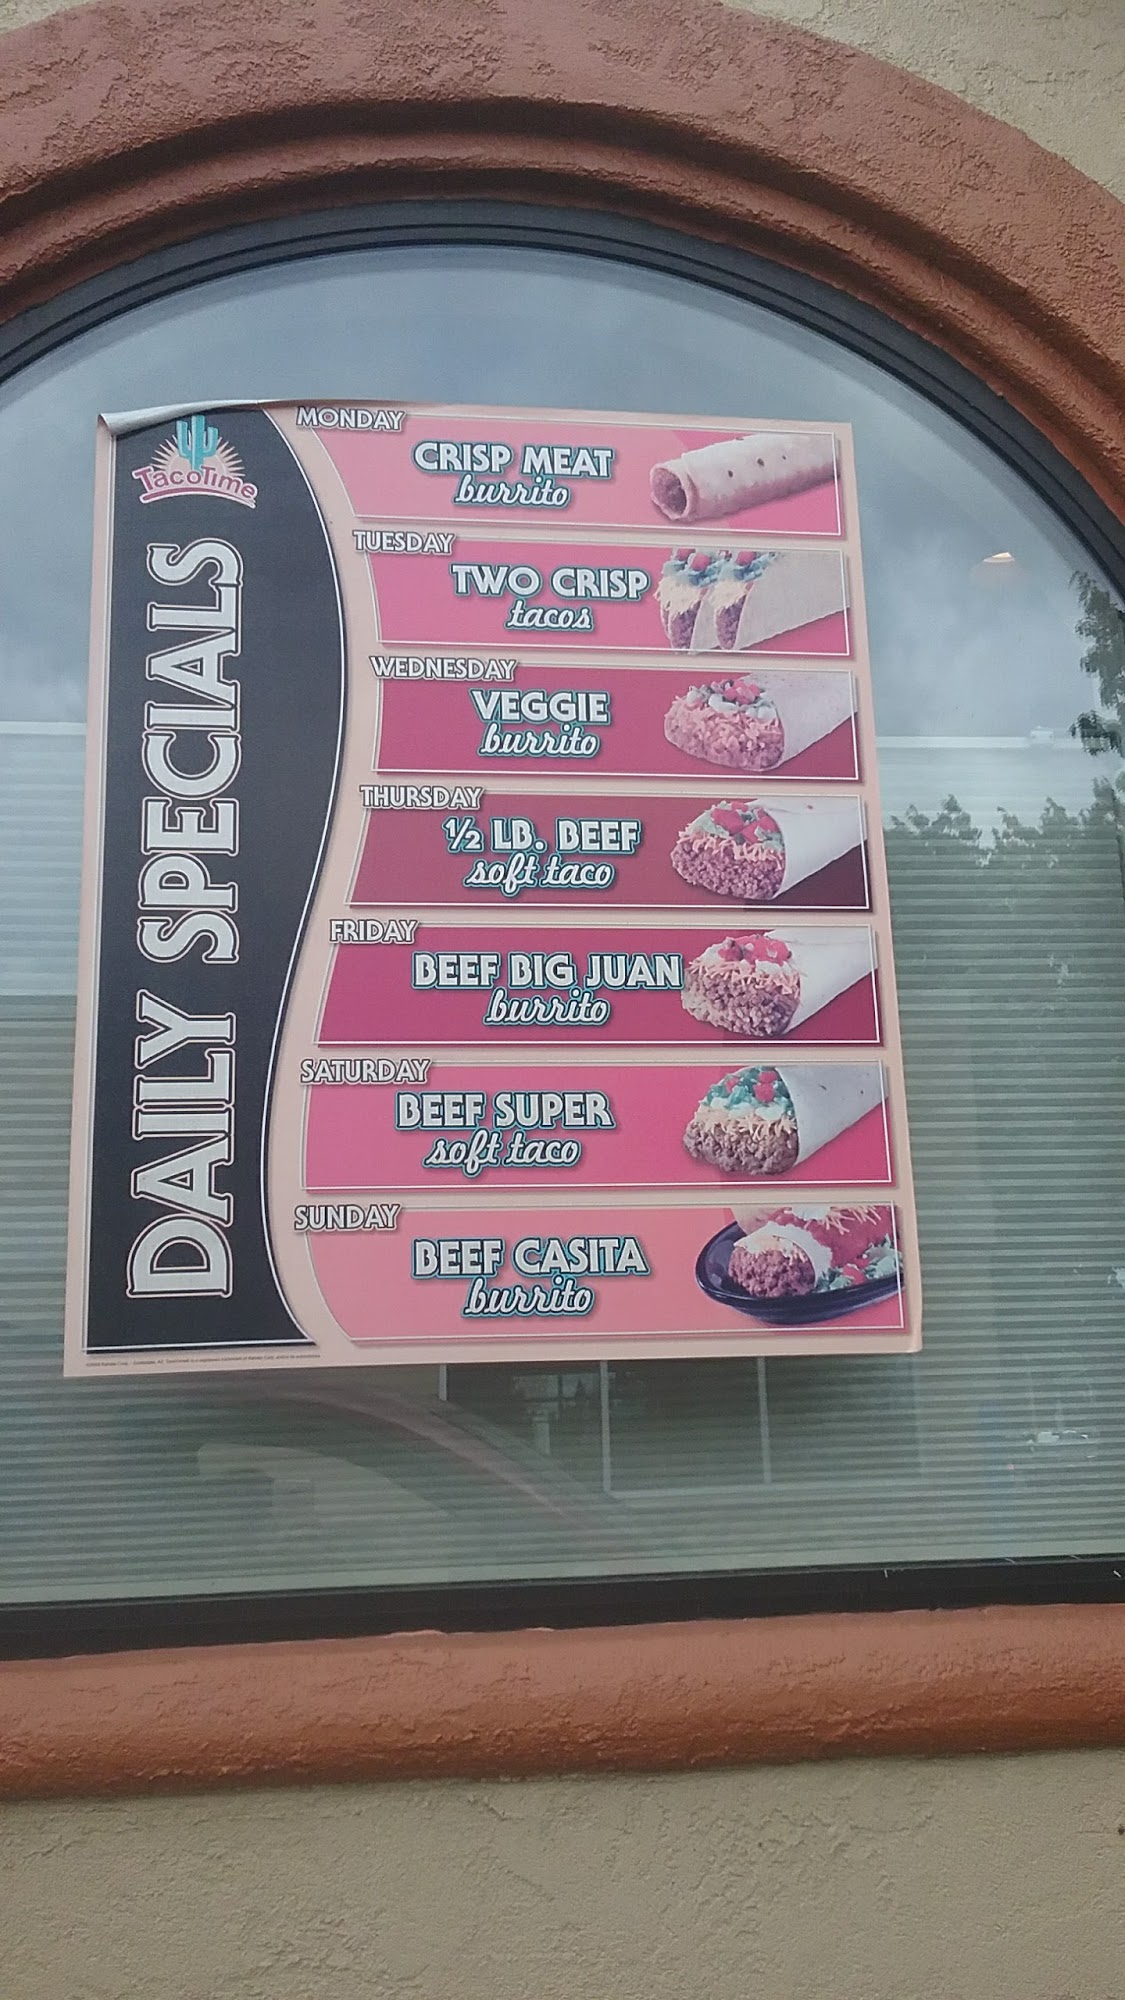 TacoTime
DAILY SPECIALS
MONDAY
CRISP MEAT
burrito
TUESDAY
TWO CRISP
tacos
WEDNESDAY
VEGGIE
burrito
THURSDAY
½ LB. BEEF
soft taco
FRIDAY
BEEF BIG JUAN
burrito
SATURDAY
BEEF SUPER
soft taco
SUNDAY
BEEF CASITA
burrito